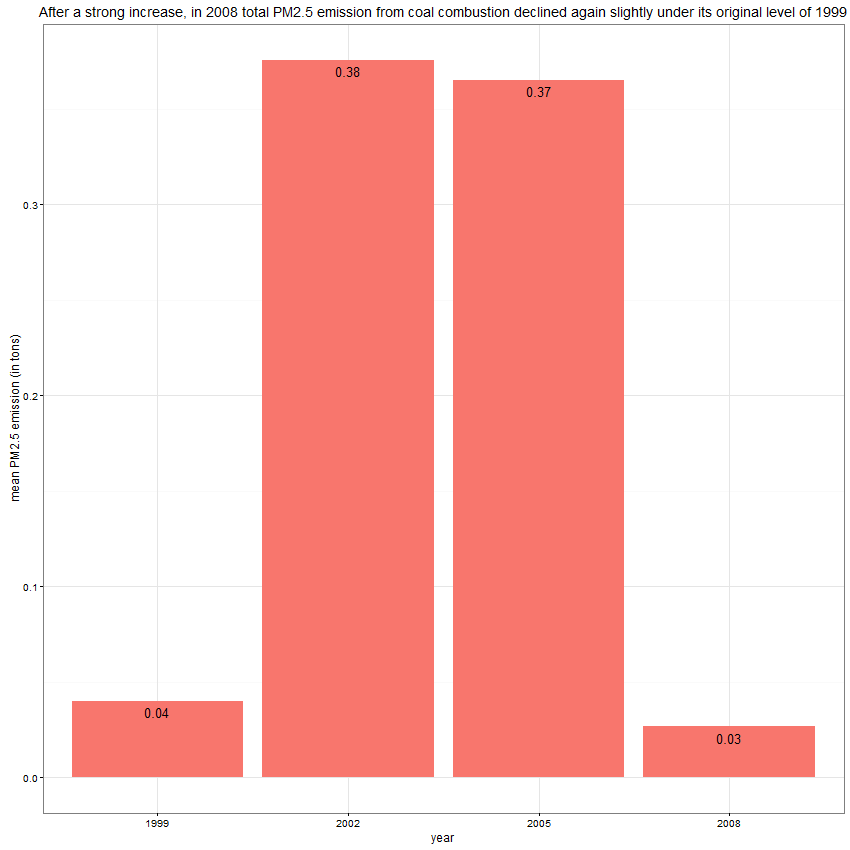 After a strong increase, in 2008 total PM2.5 emission from coal combustion declined again slightly under its original level of 1999
0.38
0.37
0.3
mean PM2.5 emission (in tons)
0.2
0.1
0.04
0.03
0.0
1999 2002 2005 2008
year